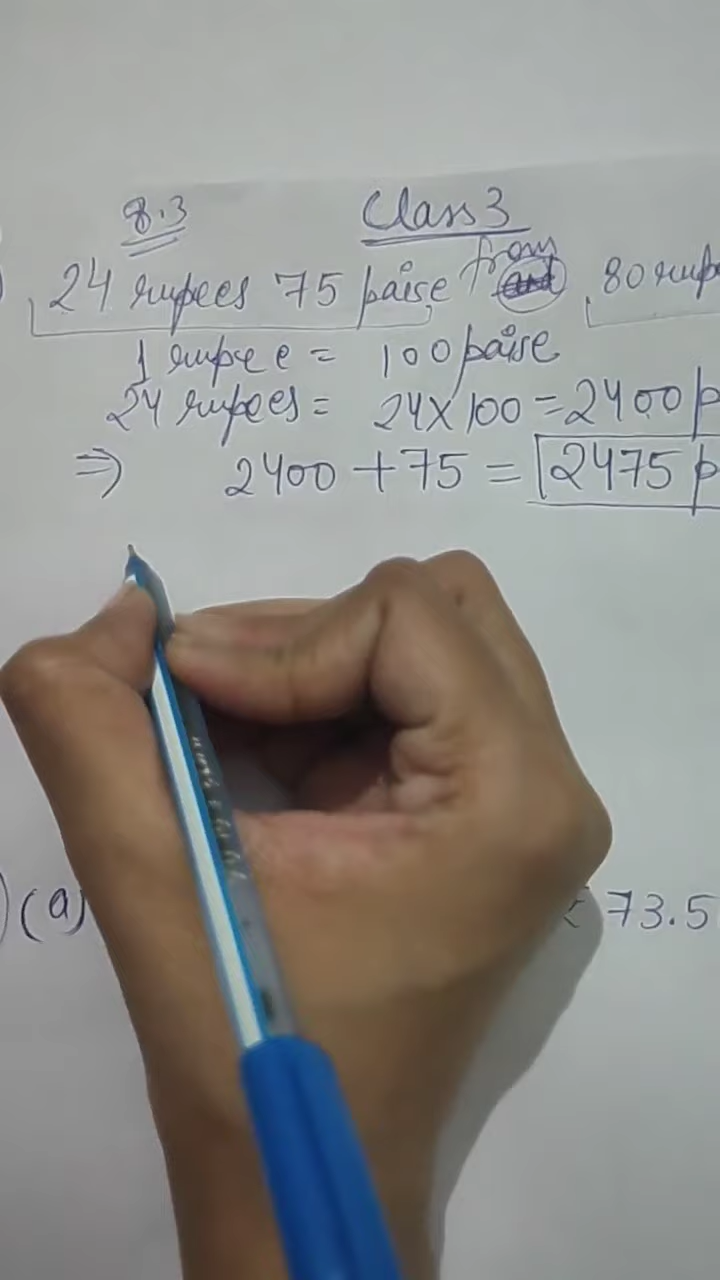 8.3 Class 3
24 rupees 75 paise from 80 rup
1 rupee = 100 paise
24 rupees = 24×100 = 2400 p
⇒ 2400 + 75 = 2475 p
(a) 73.5